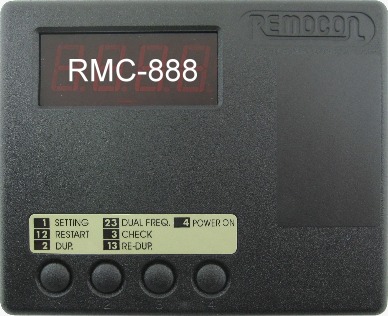 REMOCON
RMC-888
1 SETTING 23 DUAL FREQ. 4 POWER ON
12 RESTART 3 CHECK
2 DUP. 13 RE-DUP.